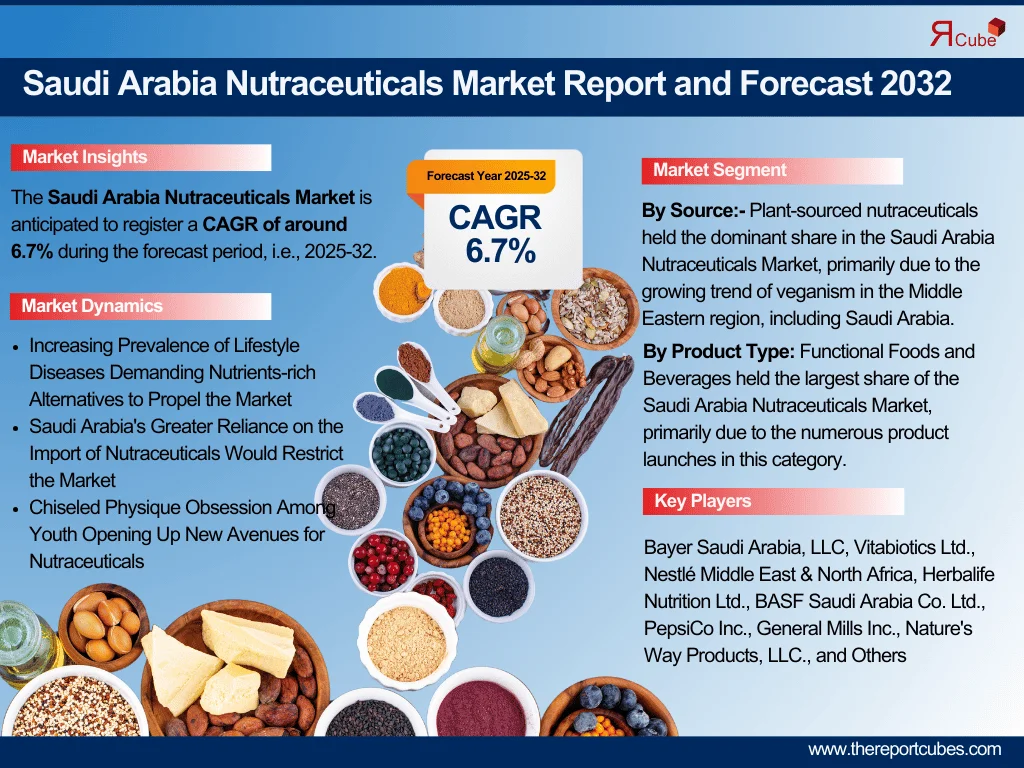 ЯCube
Saudi Arabia Nutraceuticals Market Report and Forecast 2032
Market Insights
The Saudi Arabia Nutraceuticals Market is
anticipated to register a CAGR of around
6.7% during the forecast period, i.e., 2025-32.
Market Dynamics
• Increasing Prevalence of Lifestyle
Diseases Demanding Nutrients-rich
Alternatives to Propel the Market
• Saudi Arabia's Greater Reliance on the
Import of Nutraceuticals Would Restrict
the Market
• Chiseled Physique Obsession Among
Youth Opening Up New Avenues for
Nutraceuticals
Forecast Year 2025-32
CAGR
6.7%
Market Segment
By Source:- Plant-sourced nutraceuticals
held the dominant share in the Saudi Arabia
Nutraceuticals Market, primarily due to the
growing trend of veganism in the Middle
Eastern region, including Saudi Arabia.
By Product Type: Functional Foods and
Beverages held the largest share of the
Saudi Arabia Nutraceuticals Market,
primarily due to the numerous product
launches in this category.
Key Players
Bayer Saudi Arabia, LLC, Vitabiotics Ltd.,
Nestlé Middle East & North Africa, Herbalife
Nutrition Ltd., BASF Saudi Arabia Co. Ltd.,
PepsiCo Inc., General Mills Inc., Nature's
Way Products, LLC., and Others
www.thereportcubes.com